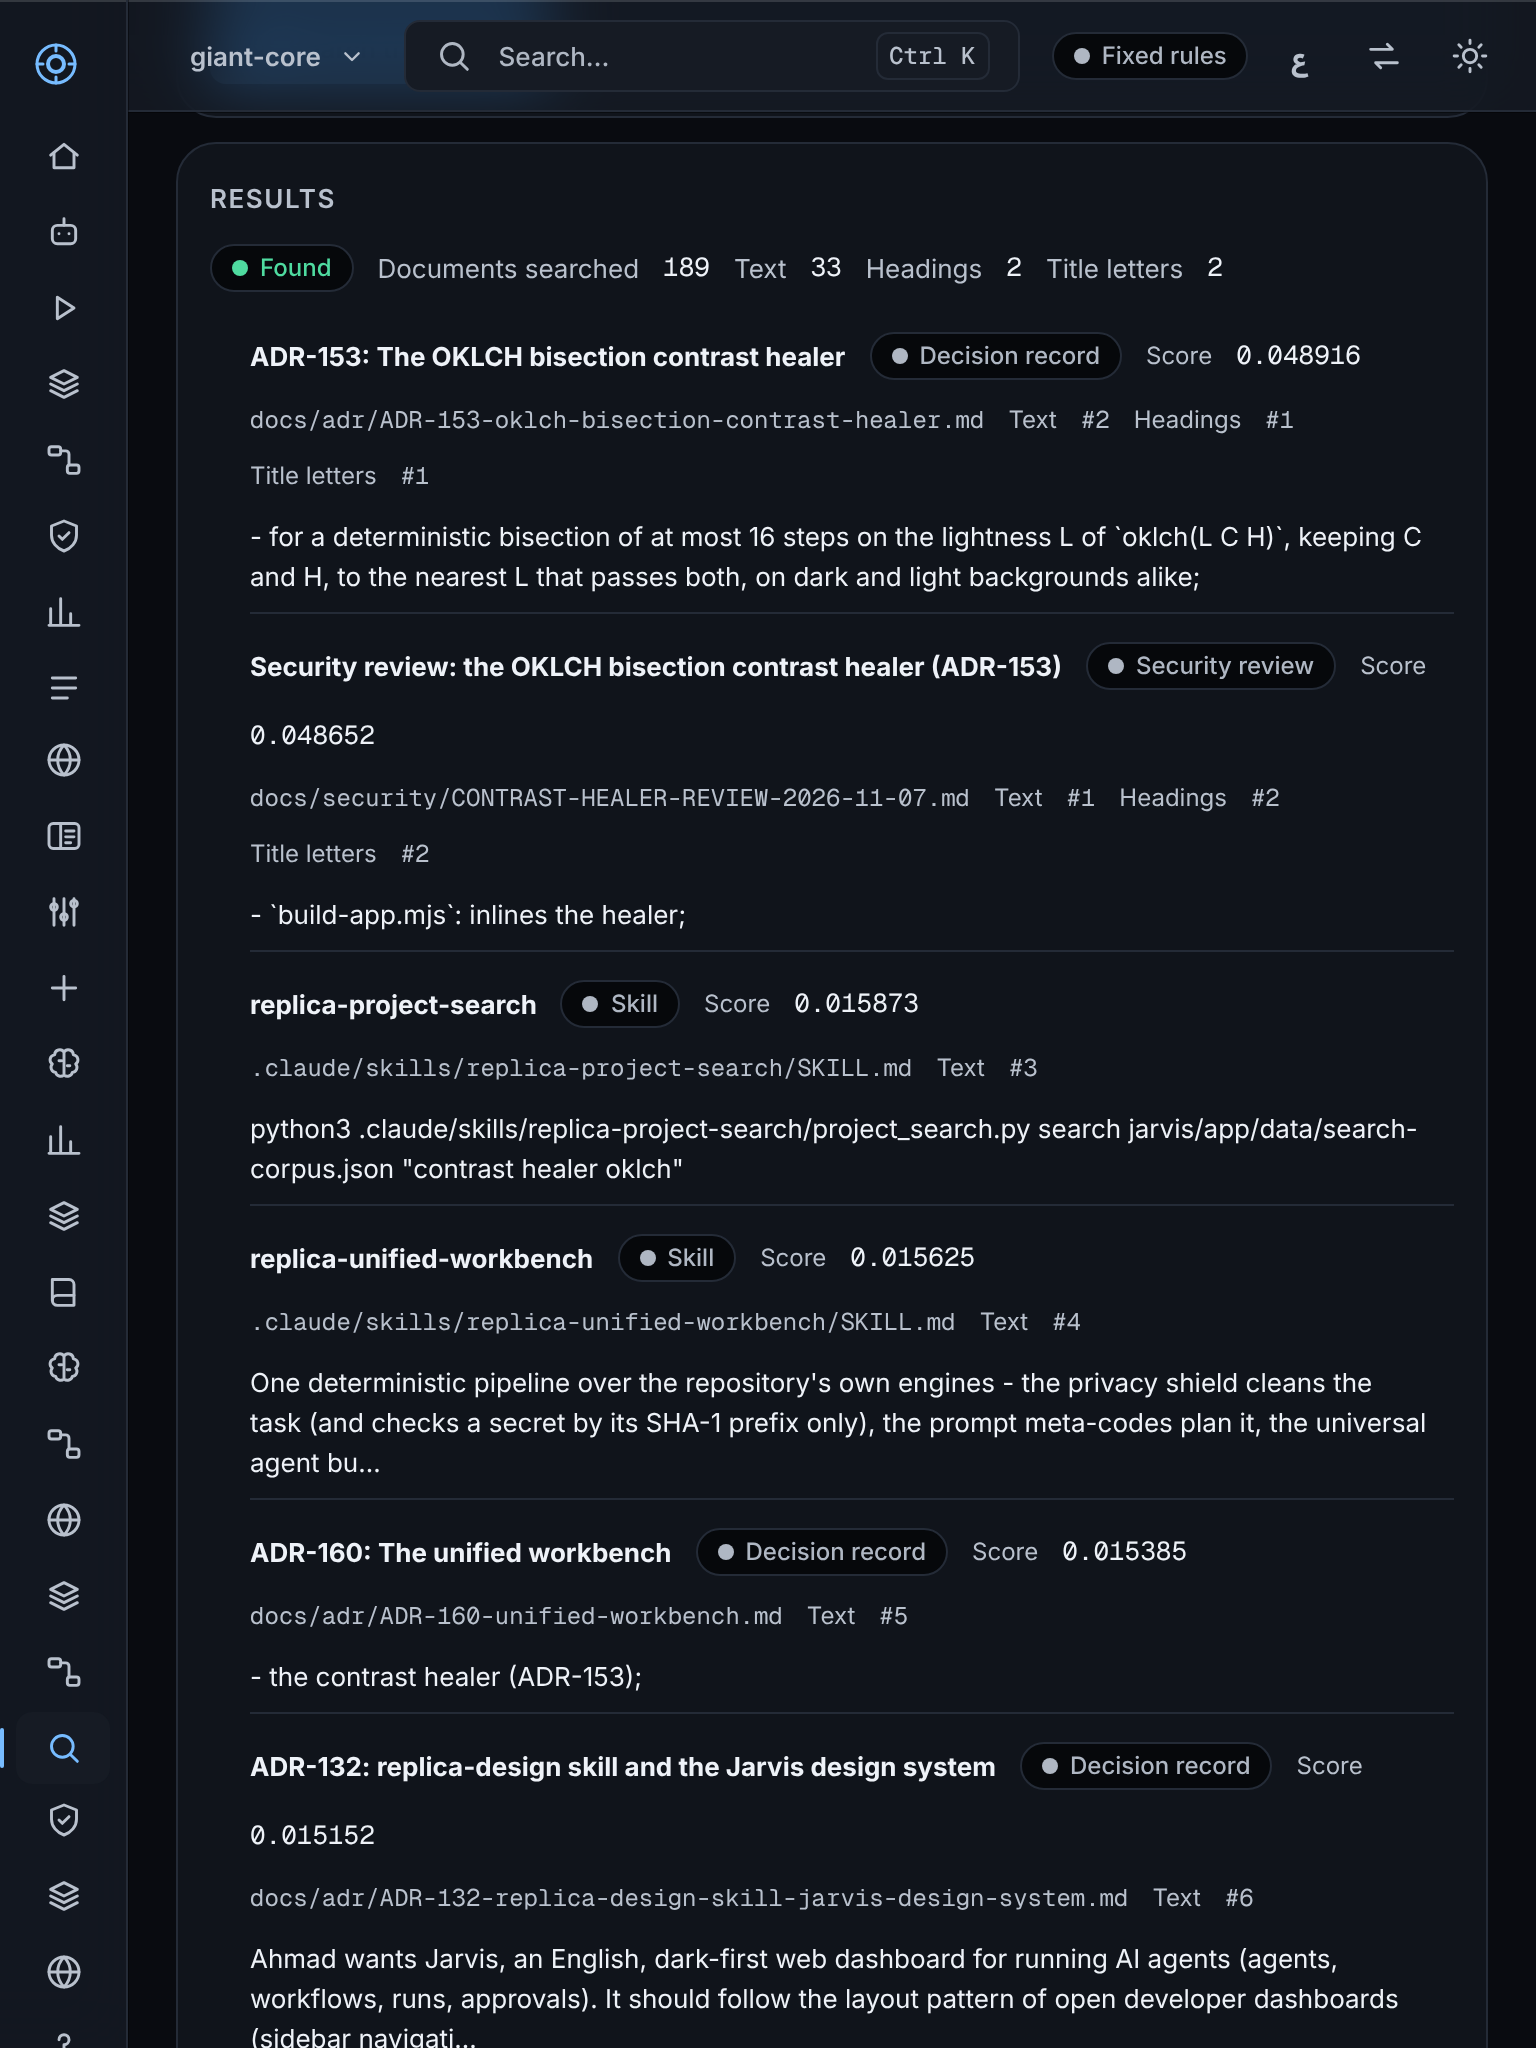 giant-core Search... Ctrl K Fixed rules ع
RESULTS
Found Documents searched 189 Text 33 Headings 2 Title letters 2
ADR-153: The OKLCH bisection contrast healer Decision record Score 0.048916
docs/adr/ADR-153-oklch-bisection-contrast-healer.md Text #2 Headings #1
Title letters #1
- for a deterministic bisection of at most 16 steps on the lightness L of `oklch(L C H)`, keeping C
and H, to the nearest L that passes both, on dark and light backgrounds alike;
Security review: the OKLCH bisection contrast healer (ADR-153) Security review Score
0.048652
docs/security/CONTRAST-HEALER-REVIEW-2026-11-07.md Text #1 Headings #2
Title letters #2
- `build-app.mjs`: inlines the healer;
replica-project-search Skill Score 0.015873
.claude/skills/replica-project-search/SKILL.md Text #3
python3 .claude/skills/replica-project-search/project_search.py search jarvis/app/data/search-
corpus.json "contrast healer oklch"
replica-unified-workbench Skill Score 0.015625
.claude/skills/replica-unified-workbench/SKILL.md Text #4
One deterministic pipeline over the repository's own engines - the privacy shield cleans the
task (and checks a secret by its SHA-1 prefix only), the prompt meta-codes plan it, the universal
agent bu...
ADR-160: The unified workbench Decision record Score 0.015385
docs/adr/ADR-160-unified-workbench.md Text #5
- the contrast healer (ADR-153);
ADR-132: replica-design skill and the Jarvis design system Decision record Score
0.015152
docs/adr/ADR-132-replica-design-skill-jarvis-design-system.md Text #6
Ahmad wants Jarvis, an English, dark-first web dashboard for running AI agents (agents,
workflows, runs, approvals). It should follow the layout pattern of open developer dashboards
(sidebar navigati...